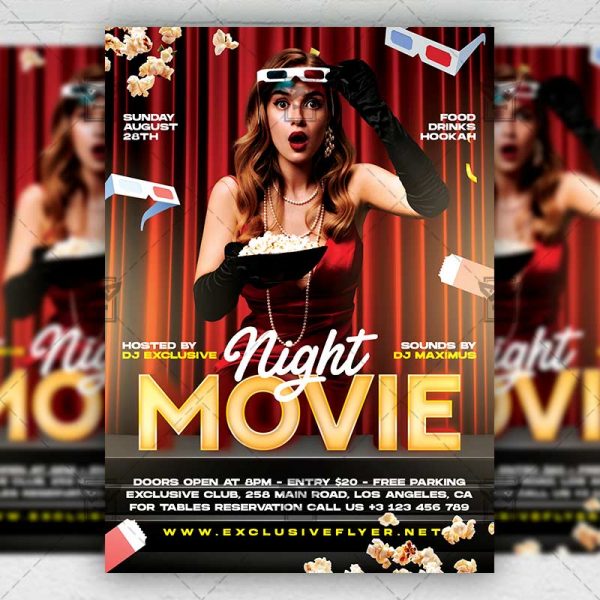 SUNDAY
AUGUST
28TH
FOOD
DRINKS
HOOKAH
HOSTED BY
DJ EXCLUSIVE
SOUNDS BY
DJ MAXIMUS
Night
MOVIE
DOORS OPEN AT 8PM - ENTRY $20 - FREE PARKING
EXCLUSIVE CLUB, 258 MAIN ROAD, LOS ANGELES, CA
FOR TABLES RESERVATION CALL US +3 123 456 789
WWW.EXCLUSIVEFLYER.NET